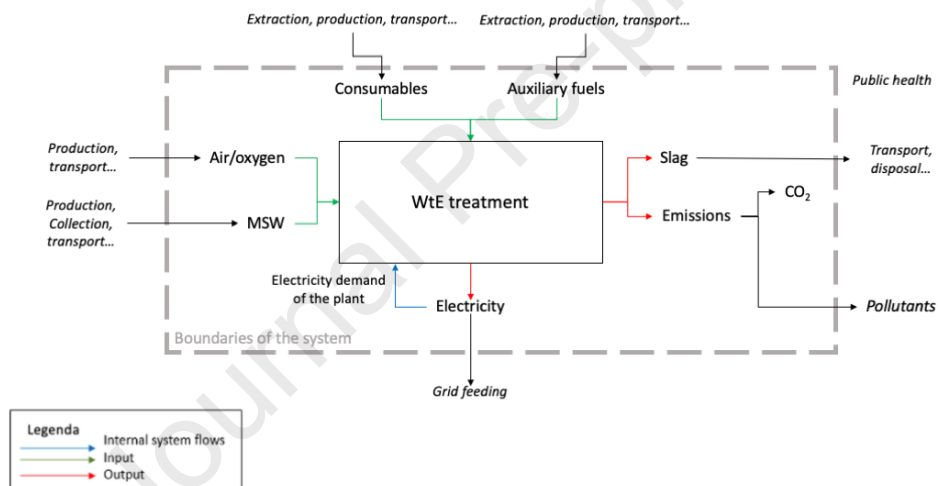 Extraction, production, transport...
Extraction, production, transport...
Public health
Consumables
Auxiliary fuels
Production,
transport...
Air/oxygen
Slag
Transport,
disposal...
WtE treatment
CO2
Production,
Collection,
transport...
MSW
Emissions
Electricity demand
of the plant
Electricity
Pollutants
Boundaries of the system
Grid feeding
Legenda
Internal system flows
Input
Output
Journal Pre-p